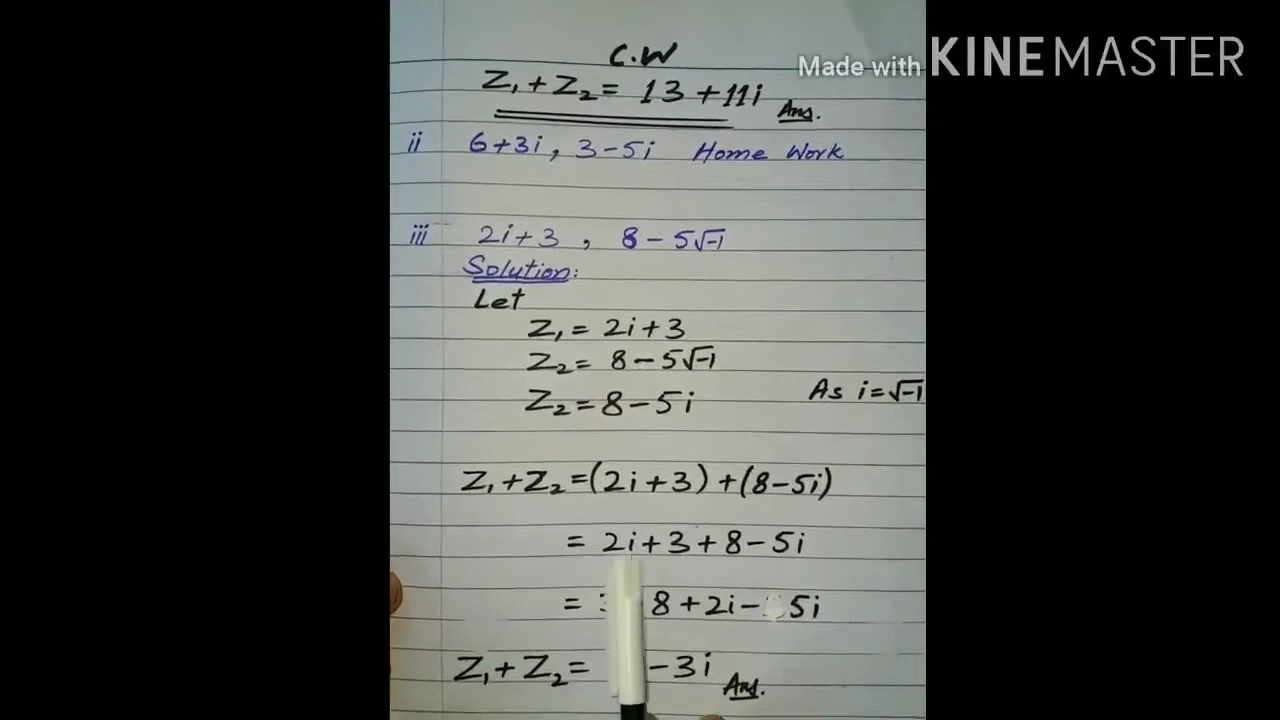 Made with KINEMASTER
C.W
Z₁+Z₂= 13+11i Ans.
ii 6+3i, 3-5i Home Work
iii 2i+3 , 8-5√-1
Solution:
Let
Z₁= 2i+3
Z₂= 8-5√-1
Z₂=8-5i As i=√-1
Z₁+Z₂=(2i+3)+(8-5i)
= 2i+3+8-5i
= 8+2i-5i
Z₁+Z₂= -3i Ans.